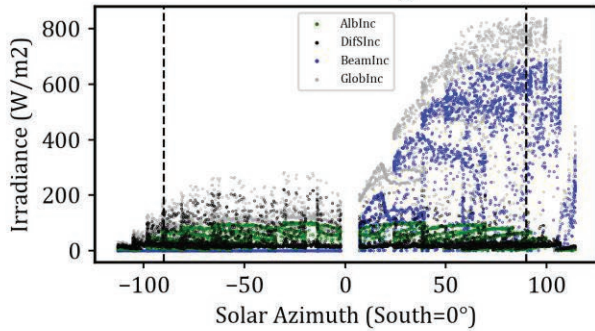 Irradiance (W/m2)
800
600
400
200
0
AlbInc
DifSInc
BeamInc
GlobInc
−100
−50
0
50
100
Solar Azimuth (South=0°)